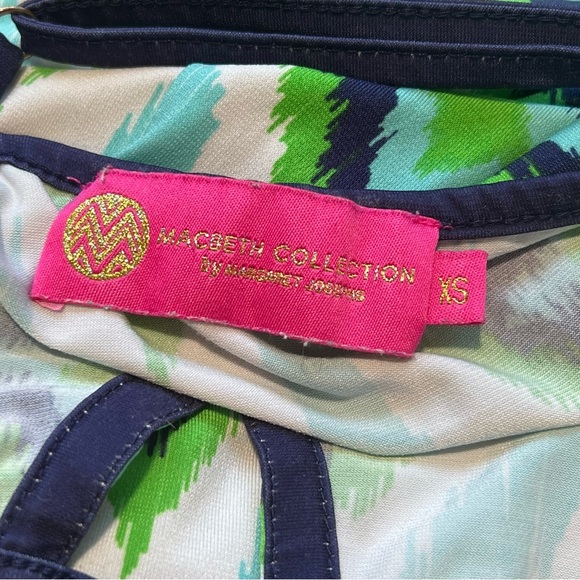 MACBETH COLLECTION
BY MARGARET JOSEPHS
XS